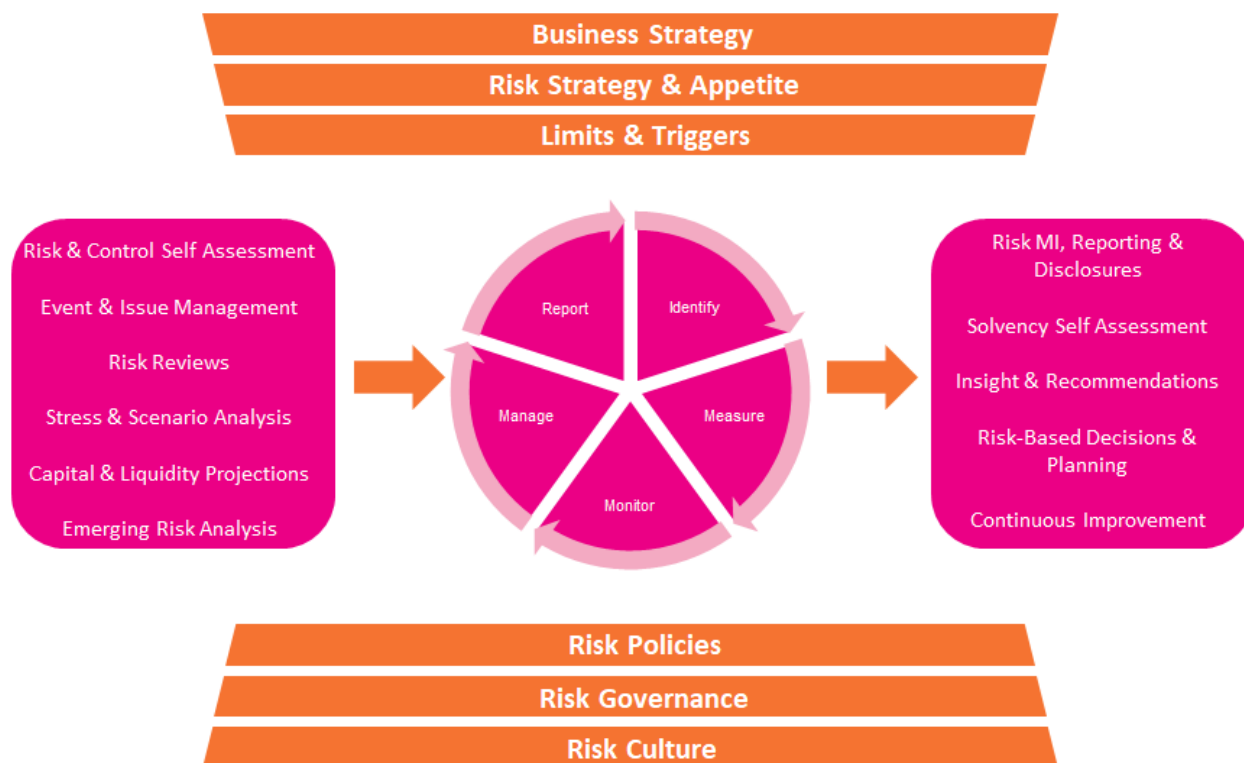 Business Strategy
Risk Strategy & Appetite
Limits & Triggers
Risk & Control Self Assessment
Event & Issue Management
Risk Reviews
Stress & Scenario Analysis
Capital & Liquidity Projections
Emerging Risk Analysis
Report
Identify
Manage
Measure
Monitor
Risk MI, Reporting &
Disclosures
Solvency Self Assessment
Insight & Recommendations
Risk-Based Decisions &
Planning
Continuous Improvement
Risk Policies
Risk Governance
Risk Culture